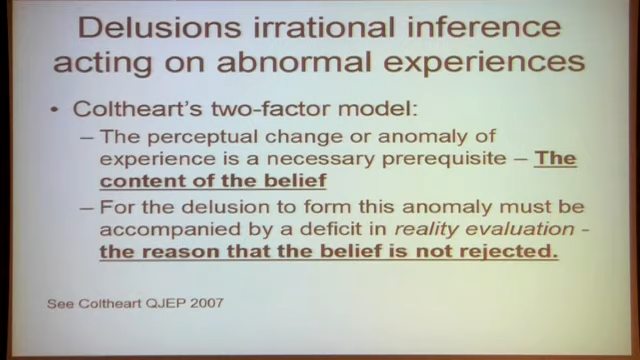 Delusions irrational inference
acting on abnormal experiences
• Coltheart's two-factor model:
– The perceptual change or anomaly of
experience is a necessary prerequisite – The
content of the belief
– For the delusion to form this anomaly must be
accompanied by a deficit in reality evaluation -
the reason that the belief is not rejected.
See Coltheart QJEP 2007